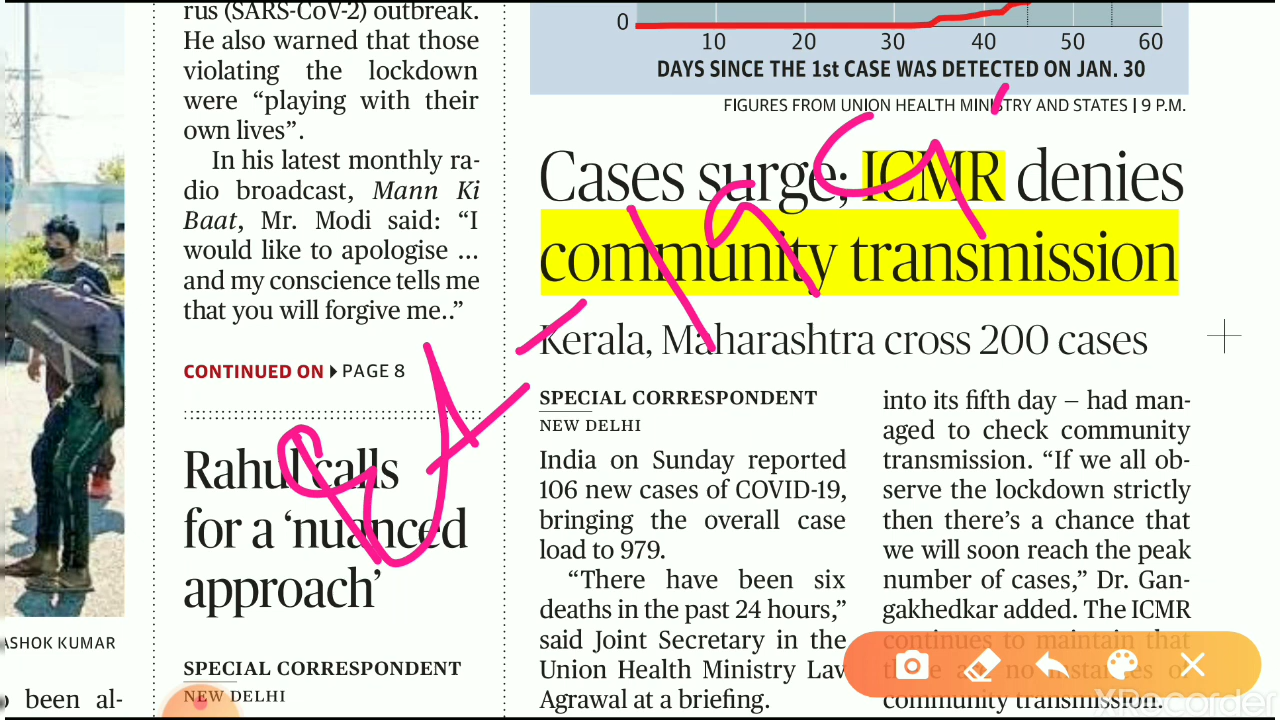 rus (SARS-CoV-2) outbreak.
He also warned that those
violating the lockdown
were “playing with their
own lives”.
In his latest monthly ra-
dio broadcast, Mann Ki
Baat, Mr. Modi said: “I
would like to apologise ...
and my conscience tells me
that you will forgive me..”
CONTINUED ON PAGE 8
Rahul calls
for a ‘nuanced
approach’
SPECIAL CORRESPONDENT
NEW DELHI
ASHOK KUMAR
been al-
0
10 20 30 40 50 60
DAYS SINCE THE 1st CASE WAS DETECTED ON JAN. 30
FIGURES FROM UNION HEALTH MINISTRY AND STATES | 9 P.M.
Cases surge; ICMR denies
community transmission
Kerala, Maharashtra cross 200 cases
SPECIAL CORRESPONDENT
NEW DELHI
India on Sunday reported
106 new cases of COVID-19,
bringing the overall case
load to 979.
“There have been six
deaths in the past 24 hours,”
said Joint Secretary in the
Union Health Ministry Lav
Agrawal at a briefing.
into its fifth day – had man-
aged to check community
transmission. “If we all ob-
serve the lockdown strictly
then there’s a chance that
we will soon reach the peak
number of cases,” Dr. Gan-
gakhedkar added. The ICMR
continues to maintain that
there are no instances of
community transmission.
XRecorder